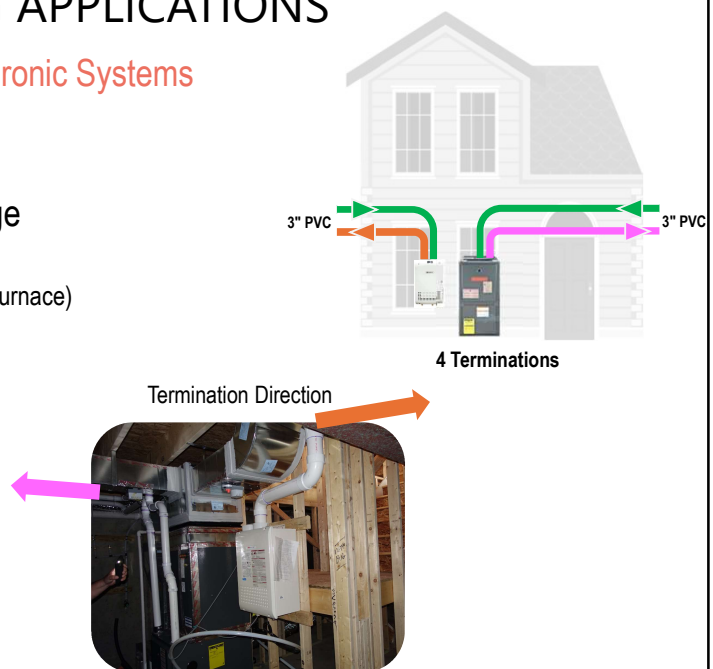 APPLICATIONS
ronic Systems
ge
urnace)
3" PVC
3" PVC
4 Terminations
Termination Direction